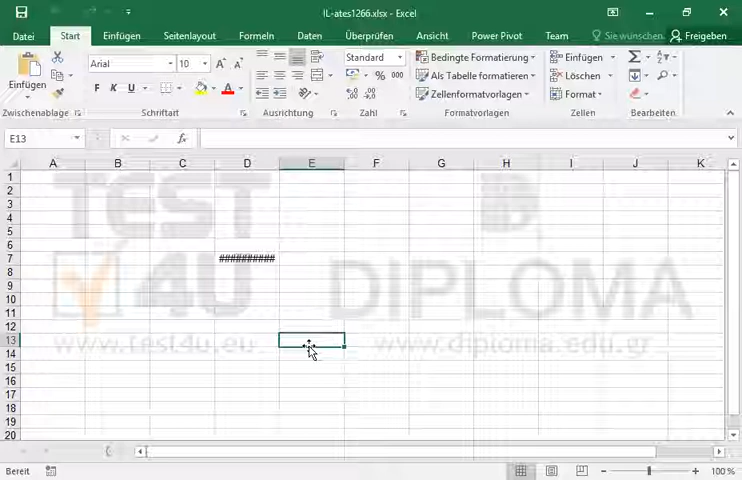 IL-ates1266.xlsx - Excel
Datei Start Einfügen Seitenlayout Formeln Daten Überprüfen Ansicht Power Pivot Team Sie wünschen... Freigeben
Einfügen Arial 10 Standard Bedingte Formatierung Einfügen
Als Tabelle formatieren Löschen
F K U Zellenformatvorlagen Format
Zwischenablage Schriftart Ausrichtung Zahl Formatvorlagen Zellen Bearbeiten
E13 fx
A B C D E F G H I J K
1
2
3
4
5
6
7 ##########
8
9
10
11
12
13
14
15
16
17
18
19
20
TEST
4U DIPLOMA
www.test4u.eu www.diploma.edu.gr
Bereit 100 %